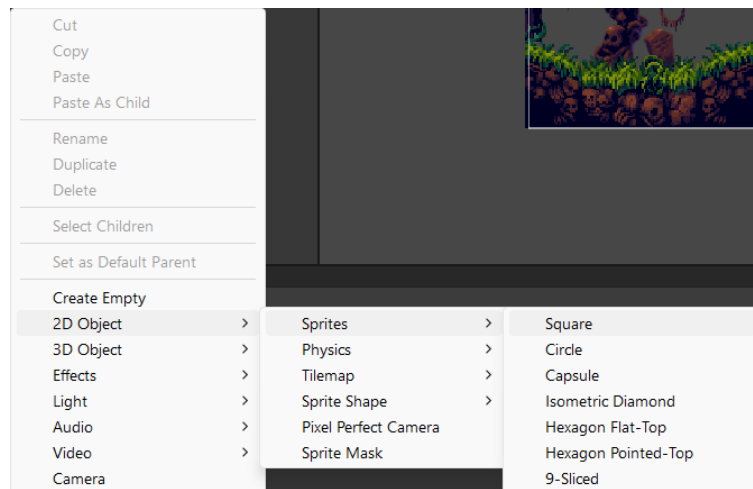 Cut
Copy
Paste
Paste As Child
Rename
Duplicate
Delete
Select Children
Set as Default Parent
Create Empty
2D Object
3D Object
Effects
Light
Audio
Video
Camera
Sprites
Physics
Tilemap
Sprite Shape
Pixel Perfect Camera
Sprite Mask
Square
Circle
Capsule
Isometric Diamond
Hexagon Flat-Top
Hexagon Pointed-Top
9-Sliced